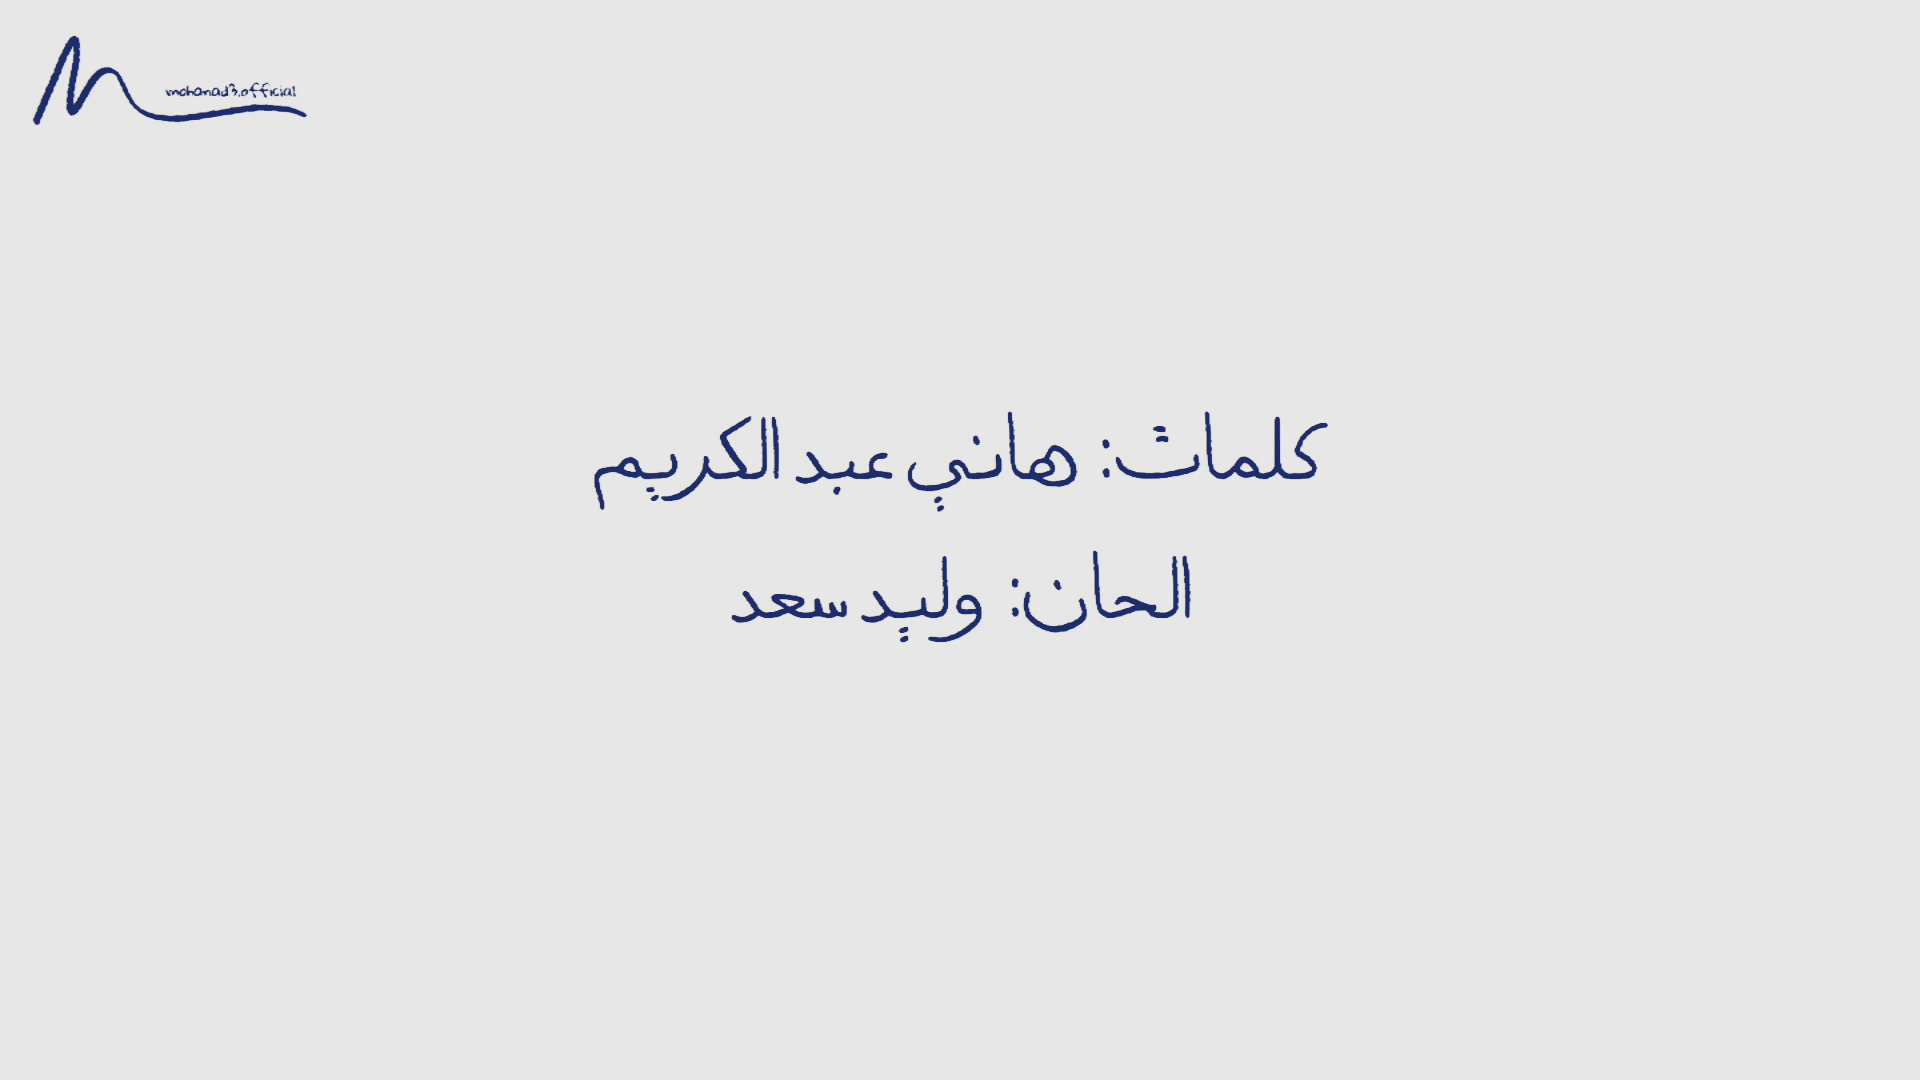 mohanad3.official
كلمات: هاني عبد الكريم
الحان: وليد سعد